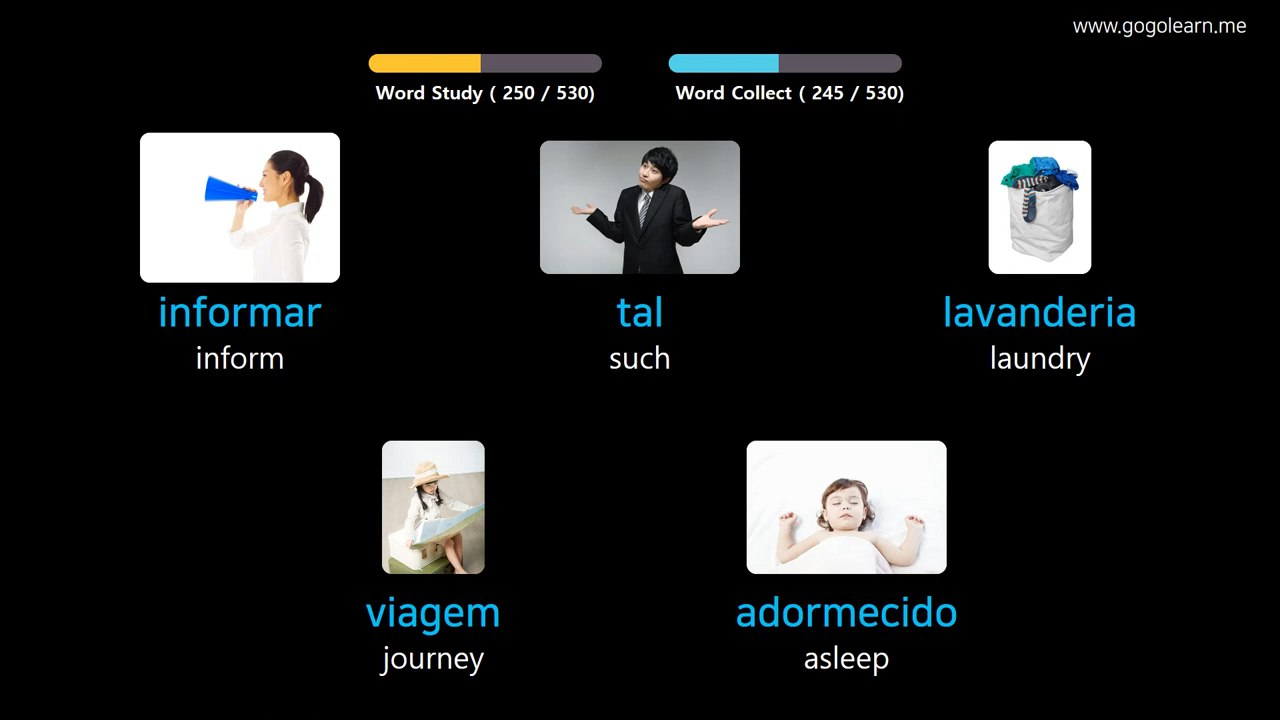 www.gogolearn.me
Word Study ( 250 / 530)
Word Collect ( 245 / 530)
informar
inform
tal
such
lavanderia
laundry
viagem
journey
adormecido
asleep